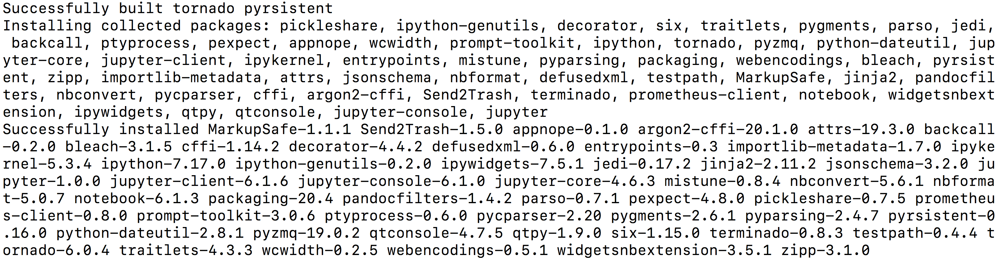 Successfully built tornado pyrsistent
Installing collected packages: pickleshare, ipython-genutils, decorator, six, traitlets, pygments, parso, jedi,
 backcall, ptyprocess, pexpect, appnope, wcwidth, prompt-toolkit, ipython, tornado, pyzmq, python-dateutil, jup
yter-core, jupyter-client, ipykernel, entrypoints, mistune, pyparsing, packaging, webencodings, bleach, pyrsist
ent, zipp, importlib-metadata, attrs, jsonschema, nbformat, defusedxml, testpath, MarkupSafe, jinja2, pandocfil
ters, nbconvert, pycparser, cffi, argon2-cffi, Send2Trash, terminado, prometheus-client, notebook, widgetsnbext
ension, ipywidgets, qtpy, qtconsole, jupyter-console, jupyter
Successfully installed MarkupSafe-1.1.1 Send2Trash-1.5.0 appnope-0.1.0 argon2-cffi-20.1.0 attrs-19.3.0 backcall
-0.2.0 bleach-3.1.5 cffi-1.14.2 decorator-4.4.2 defusedxml-0.6.0 entrypoints-0.3 importlib-metadata-1.7.0 ipyke
rnel-5.3.4 ipython-7.17.0 ipython-genutils-0.2.0 ipywidgets-7.5.1 jedi-0.17.2 jinja2-2.11.2 jsonschema-3.2.0 ju
pyter-1.0.0 jupyter-client-6.1.6 jupyter-console-6.1.0 jupyter-core-4.6.3 mistune-0.8.4 nbconvert-5.6.1 nbforma
t-5.0.7 notebook-6.1.3 packaging-20.4 pandocfilters-1.4.2 parso-0.7.1 pexpect-4.8.0 pickleshare-0.7.5 prometheu
s-client-0.8.0 prompt-toolkit-3.0.6 ptyprocess-0.6.0 pycparser-2.20 pygments-2.6.1 pyparsing-2.4.7 pyrsistent-0
.16.0 python-dateutil-2.8.1 pyzmq-19.0.2 qtconsole-4.7.5 qtpy-1.9.0 six-1.15.0 terminado-0.8.3 testpath-0.4.4 t
ornado-6.0.4 traitlets-4.3.3 wcwidth-0.2.5 webencodings-0.5.1 widgetsnbextension-3.5.1 zipp-3.1.0